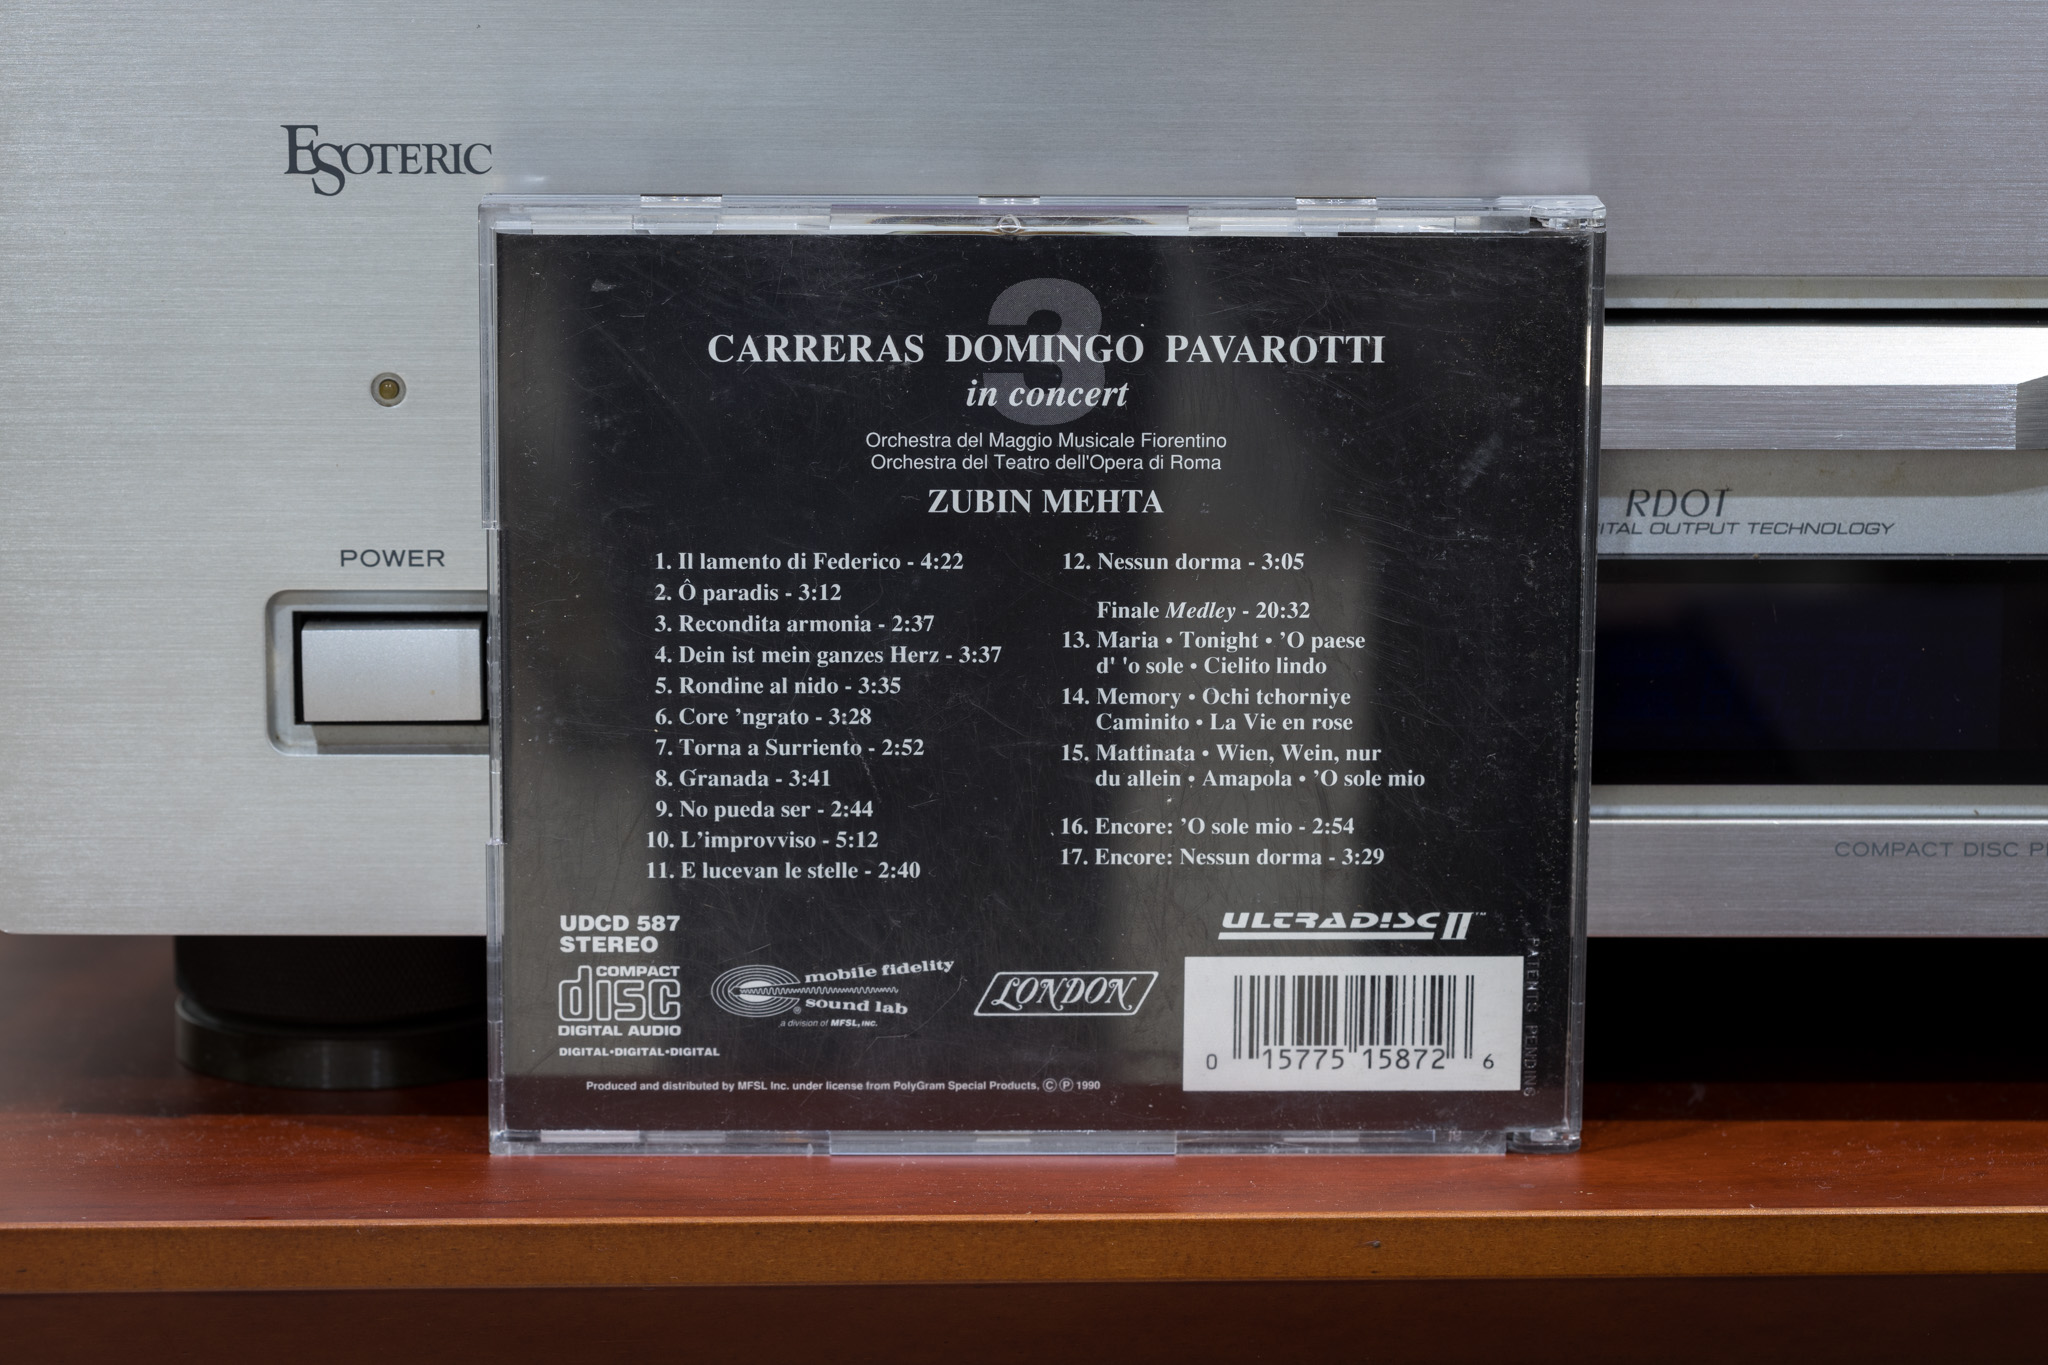 ESOTERIC
POWER
3
CARRERAS DOMINGO PAVAROTTI
in concert
Orchestra del Maggio Musicale Fiorentino
Orchestra del Teatro dell'Opera di Roma
ZUBIN MEHTA
1. Il lamento di Federico - 4:22
2. Ô paradis - 3:12
3. Recondita armonia - 2:37
4. Dein ist mein ganzes Herz - 3:37
5. Rondine al nido - 3:35
6. Core ’ngrato - 3:28
7. Torna a Surriento - 2:52
8. Granada - 3:41
9. No pueda ser - 2:44
10. L’improvviso - 5:12
11. E lucevan le stelle - 2:40
12. Nessun dorma - 3:05
Finale Medley - 20:32
13. Maria • Tonight • ’O paese
d' 'o sole • Cielito lindo
14. Memory • Ochi tchorniye
Caminito • La Vie en rose
15. Mattinata • Wien, Wein, nur
du allein • Amapola • ’O sole mio
16. Encore: ’O sole mio - 2:54
17. Encore: Nessun dorma - 3:29
UDCD 587
STEREO
COMPACT
disc
DIGITAL AUDIO
DIGITAL•DIGITAL•DIGITAL
mobile fidelity
sound lab
®
a division of MFSL, INC.
LONDON
ULTRADISC II ™
0 15775 15872 6
Produced and distributed by MFSL Inc. under license from PolyGram Special Products, Ⓒ Ⓟ 1990
PATENTS PENDING
RDOT
OUTPUT TECHNOLOGY
COMPACT DISC